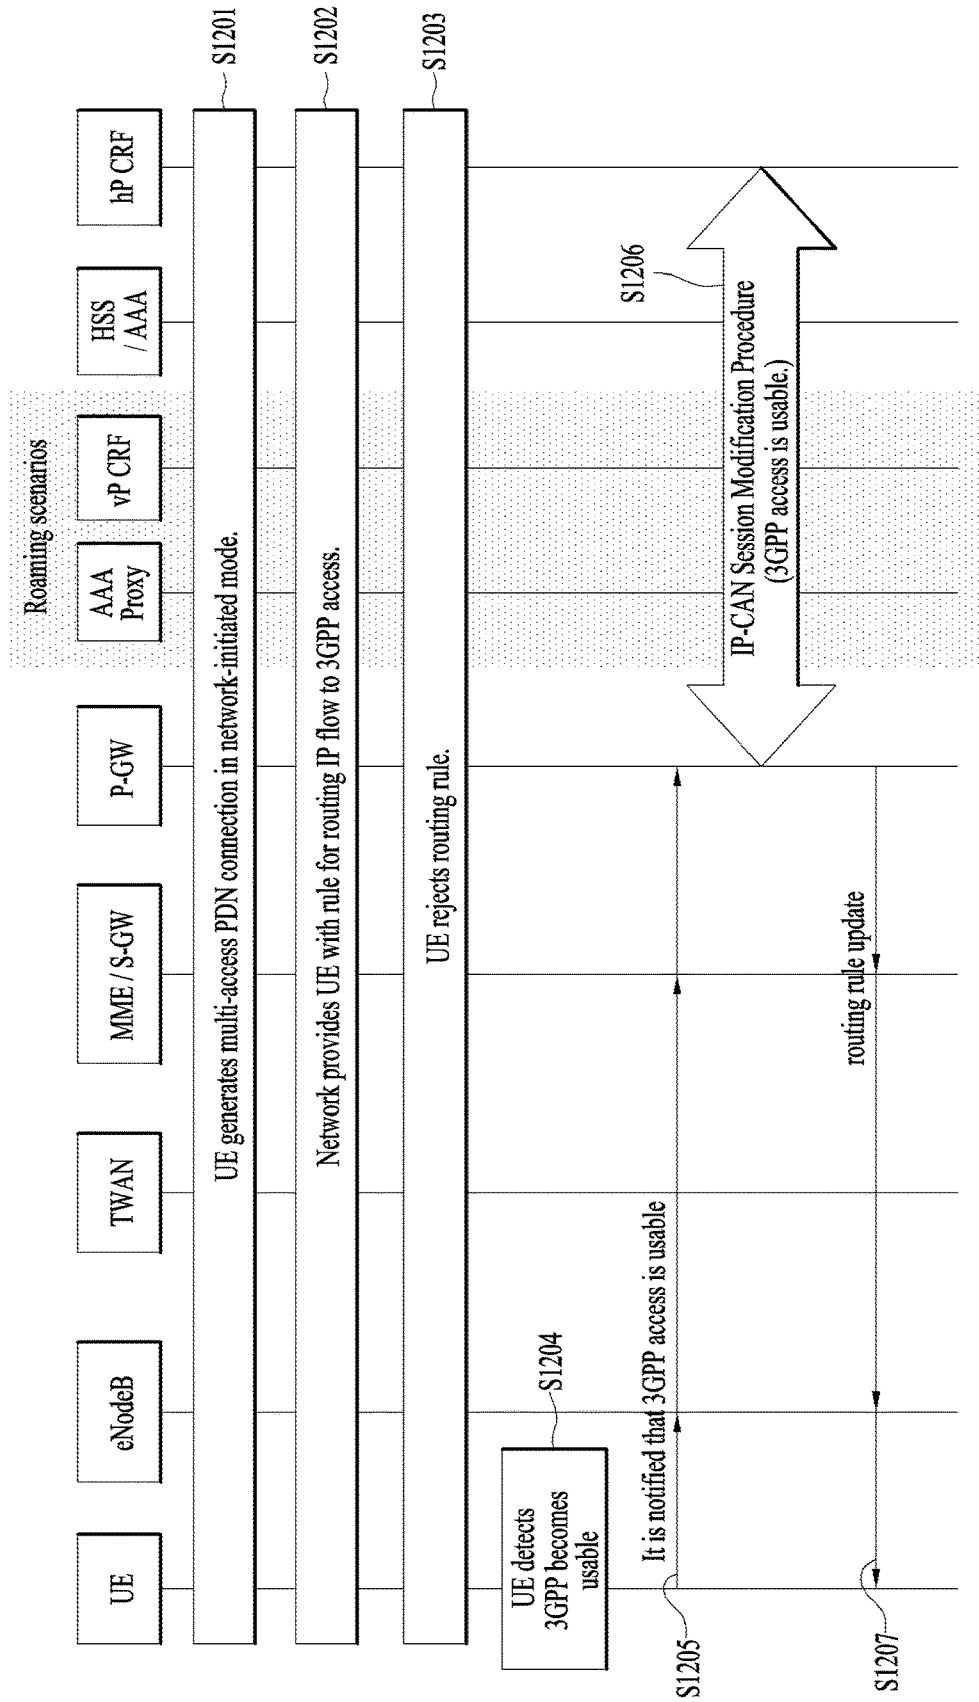 Roaming scenarios
UE
eNodeB
TWAN
MME / S-GW
P-GW
AAA
Proxy
vP CRF
HSS
/ AAA
hP CRF
UE generates multi-access PDN connection in network-initiated mode.
S1201
Network provides UE with rule for routing IP flow to 3GPP access.
S1202
UE rejects routing rule.
S1203
UE detects
3GPP becomes
usable
S1204
It is notified that 3GPP access is usable
S1205
IP-CAN Session Modification Procedure
(3GPP access is usable.)
S1206
routing rule update
S1207